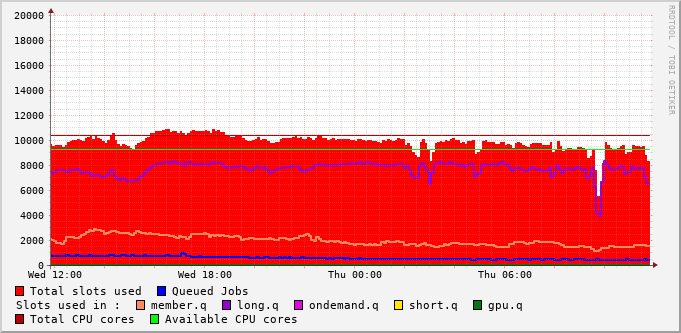 20000
18000
16000
14000
12000
10000
8000
6000
4000
2000
0
Wed 12:00 Wed 18:00 Thu 00:00 Thu 06:00
Total slots used Queued Jobs
Slots used in : member.q long.q ondemand.q short.q gpu.q
Total CPU cores Available CPU cores
RRDTOOL / TOBI OETIKER